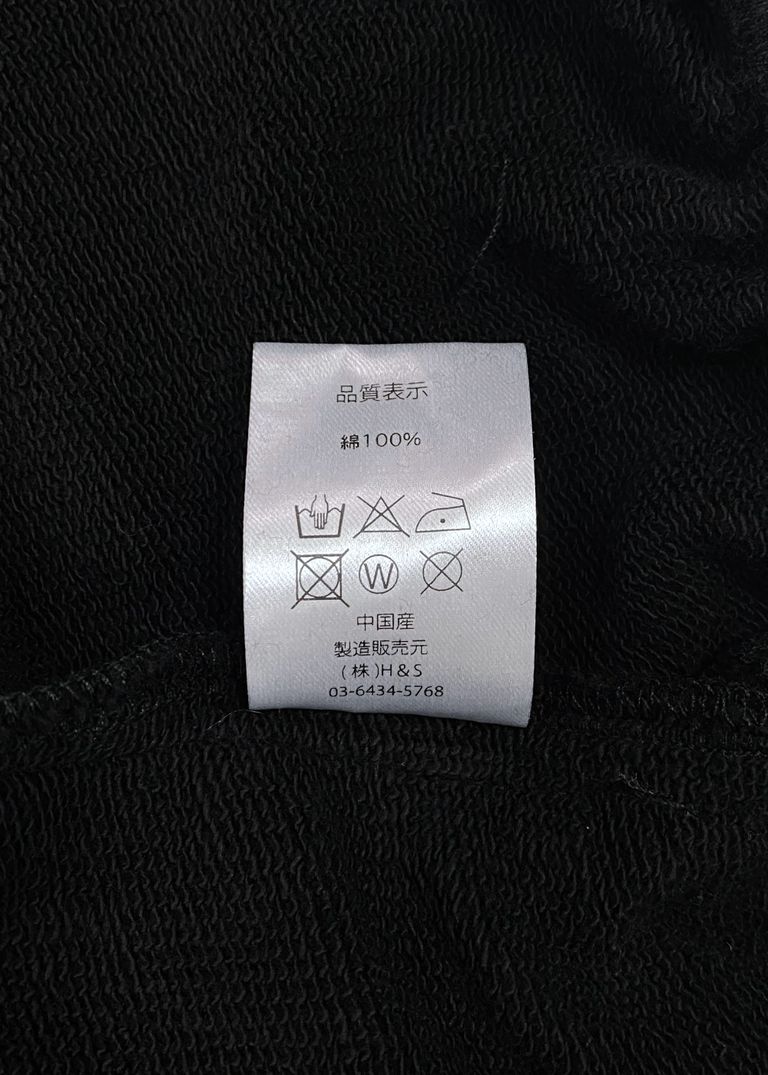 品質表示
綿100%
W
中国産
製造販売元
(株)H&S
03-6434-5768